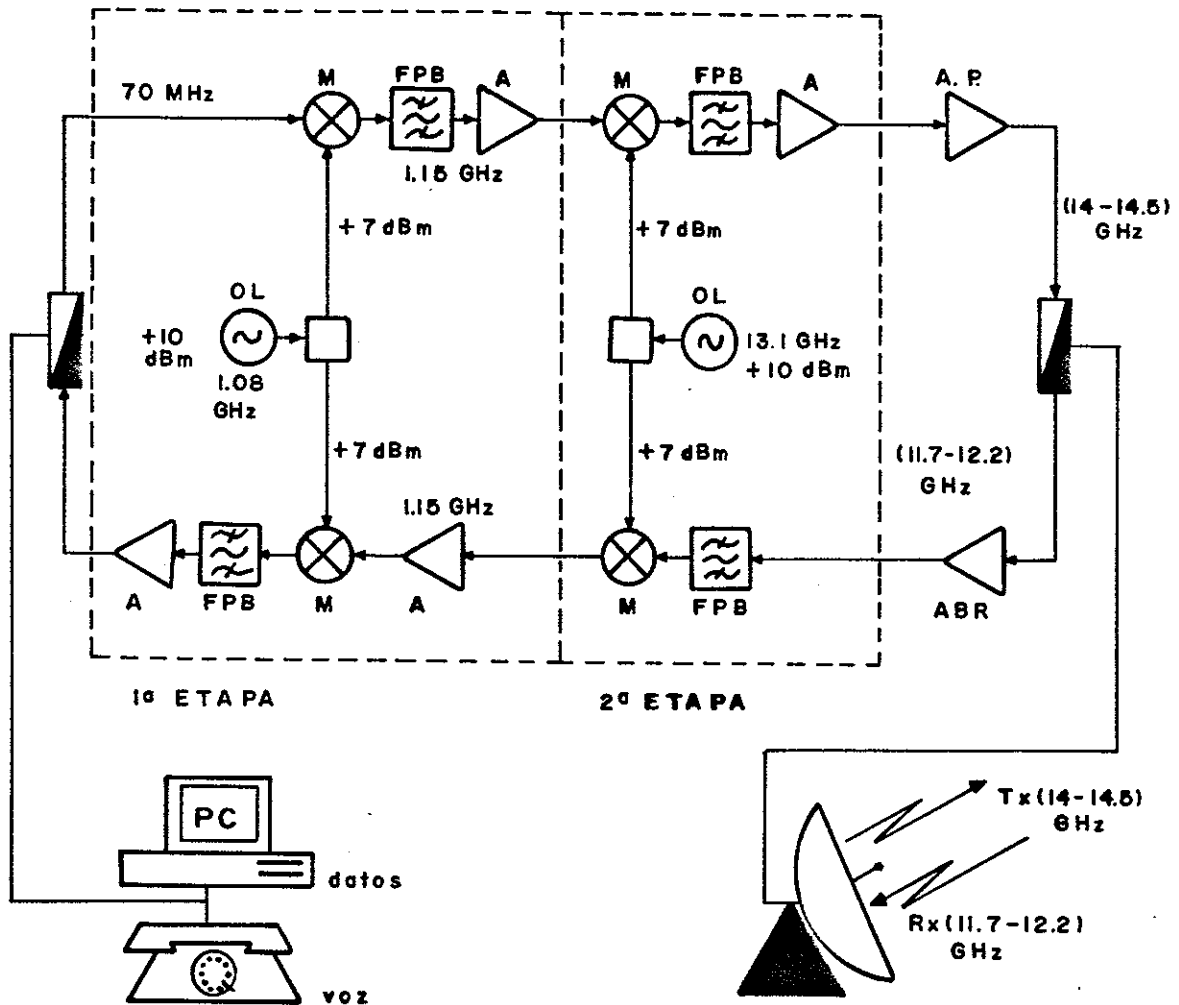 70 MHz
M
FPB
A
M
FPB
A
A. P.
1.15 GHz
(14-14.5)
GHz
+7 dBm
+7 dBm
OL
OL
+10
dBm
13.1 GHz
+10 dBm
1.08
GHz
+7 dBm
+7 dBm
(11.7-12.2)
GHz
1.15 GHz
A
FPB
M
A
M
FPB
ABR
1ª ETAPA
2ª ETAPA
PC
datos
voz
Tx(14-14.5)
GHz
Rx(11.7-12.2)
GHz